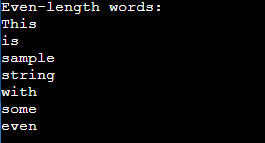 Even-length words:
This
is
sample
string
with
some
even